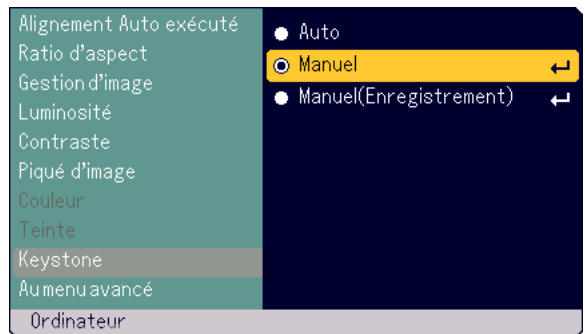 Alignement Auto exécuté
Ratio d'aspect
Gestion d'image
Luminosité
Contraste
Piqué d'image
Couleur
Teinte
Keystone
Au menu avancé
Ordinateur
Auto
Manuel
Manuel(Enregistrement)